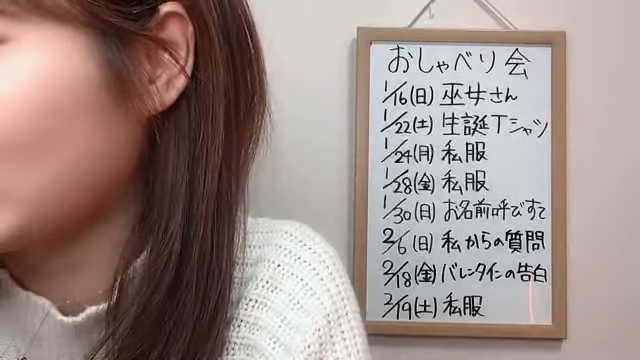 おしゃべり会
1/16(日) 巫女さん
1/22(土) 生誕Tシャツ
1/24(月) 私服
1/28(金) 私服
1/30(日) お名前呼びすて
2/6(日) 私からの質問
2/18(金) バレンタインの告白
2/19(土) 私服